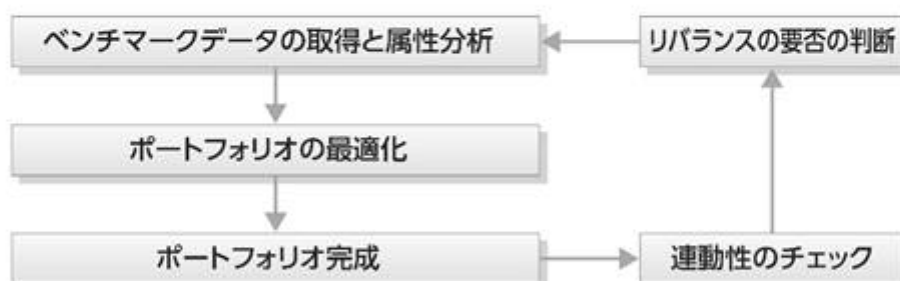 ベンチマークデータの取得と属性分析
リバランスの要否の判断
ポートフォリオの最適化
ポートフォリオ完成
連動性のチェック